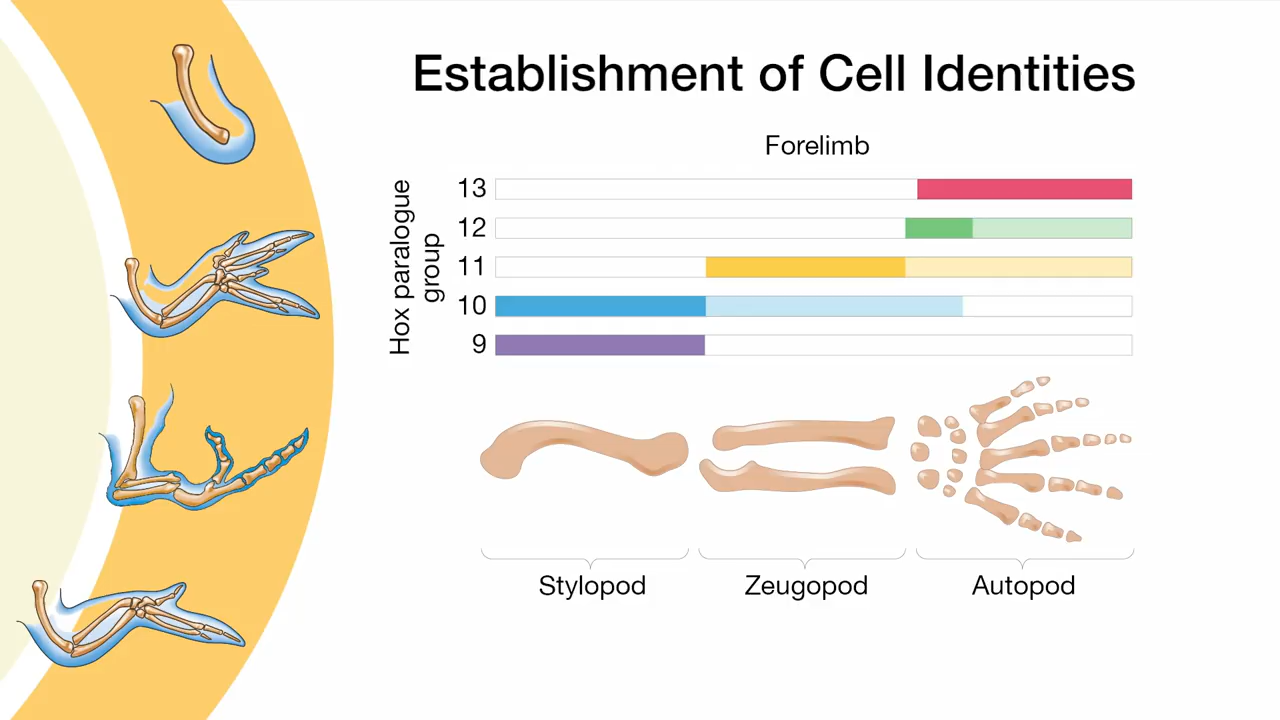 Establishment of Cell Identities
Forelimb
Hox paralogue
group
13
12
11
10
9
Stylopod
Zeugopod
Autopod